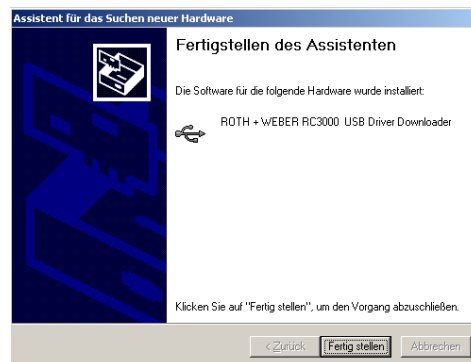 Assistent für das Suchen neuer Hardware
Fertigstellen des Assistenten
Die Software für die folgende Hardware wurde installiert:
ROTH + WEBER RC3000 USB Driver Downloader
Klicken Sie auf "Fertig stellen", um den Vorgang abzuschließen.
< Zurück Fertig stellen Abbrechen